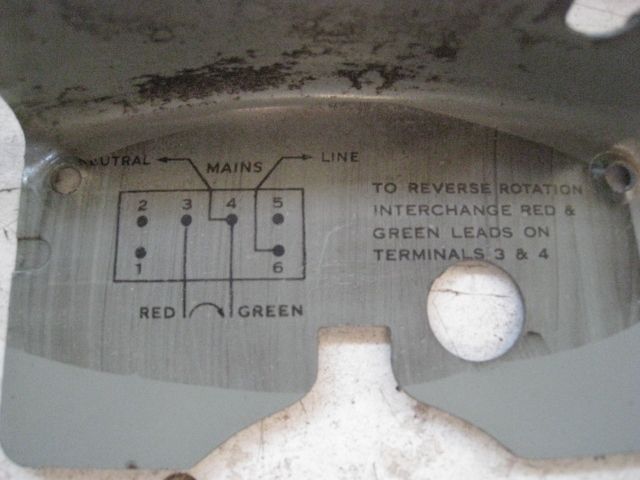 NEUTRAL MAINS LINE
2 3 4 5
1 6
RED GREEN
TO REVERSE ROTATION
INTERCHANGE RED &
GREEN LEADS ON
TERMINALS 3 & 4